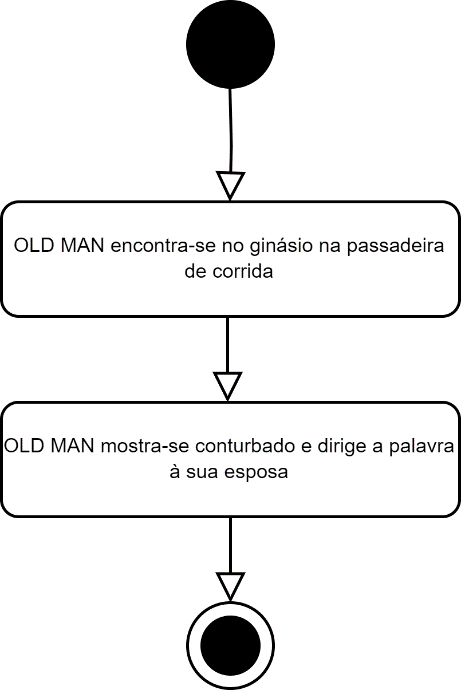 OLD MAN encontra-se no ginásio na passadeira
de corrida
OLD MAN mostra-se conturbado e dirige a palavra
à sua esposa